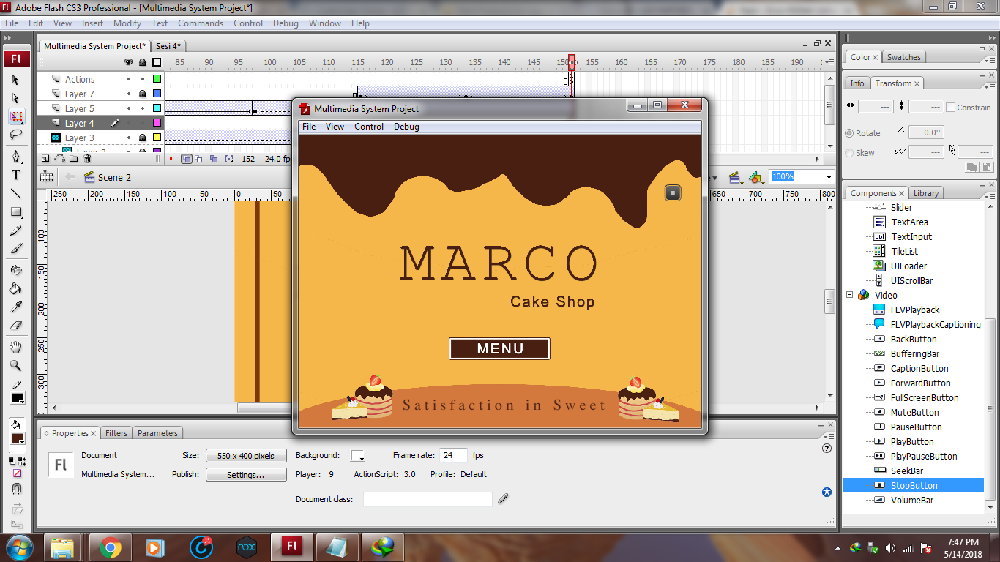 Adobe Flash CS3 Professional - [Multimedia System Project*]
File Edit View Insert Modify Text Commands Control Debug Window Help
Multimedia System Project* Sesi 4*
85 90 95 100 105 110 115 120 125 130 135 140 145 150 155 160 165 170 175 180 185 190 195
Actions
Layer 7
Layer 5
Layer 4
Layer 3
152 24.0 fps
Scene 2
100%
250 200 150 100 50 0 50 650 700 750 800
100
150
200
250
300
Multimedia System Project
File View Control Debug
MARCO
Cake Shop
MENU
Satisfaction in Sweet
Color Swatches
Info Transform
--- --- Constrain
Rotate 0.0°
Skew --- ---
Components Library
Slider
TextArea
TextInput
TileList
UILoader
UIScrollBar
Video
FLVPlayback
FLVPlaybackCaptioning
BackButton
BufferingBar
CaptionButton
ForwardButton
FullScreenButton
MuteButton
PauseButton
PlayButton
PlayPauseButton
SeekBar
StopButton
VolumeBar
Properties Filters Parameters
Fl Document Size: 550 x 400 pixels Background: Frame rate: 24 fps
Multimedia System... Publish: Settings... Player: 9 ActionScript: 3.0 Profile: Default
Document class:
7:47 PM
5/14/2018